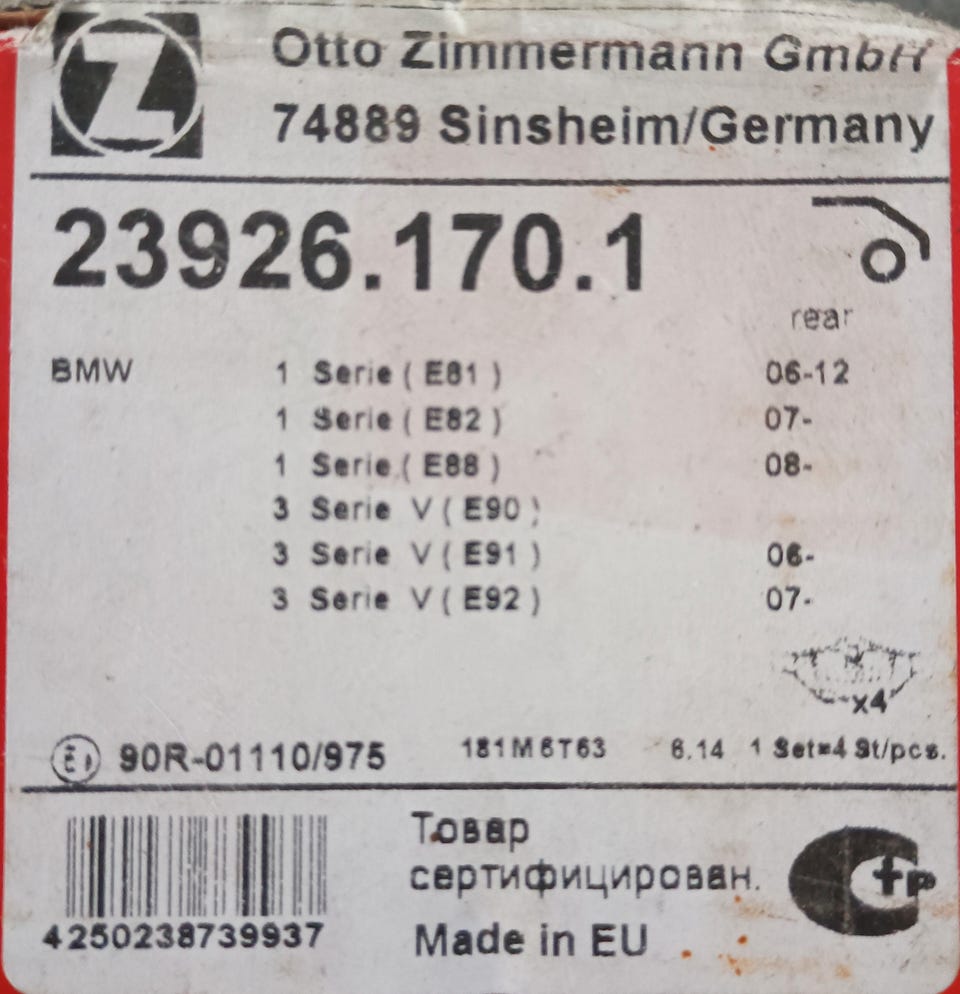 Z
Otto Zimmermann GmbH
74889 Sinsheim/Germany
23926.170.1
rear
BMW 1 Serie ( E81 ) 06-12
1 Serie ( E82 ) 07-
1 Serie ( E88 ) 08-
3 Serie V ( E90 )
3 Serie V ( E91 ) 06-
3 Serie V ( E92 ) 07-
x4
90R-01110/975 181M6T63 6.14 1 Set=4 St/pcs.
Товар
сертифицирован.
4250238739937 Made in EU